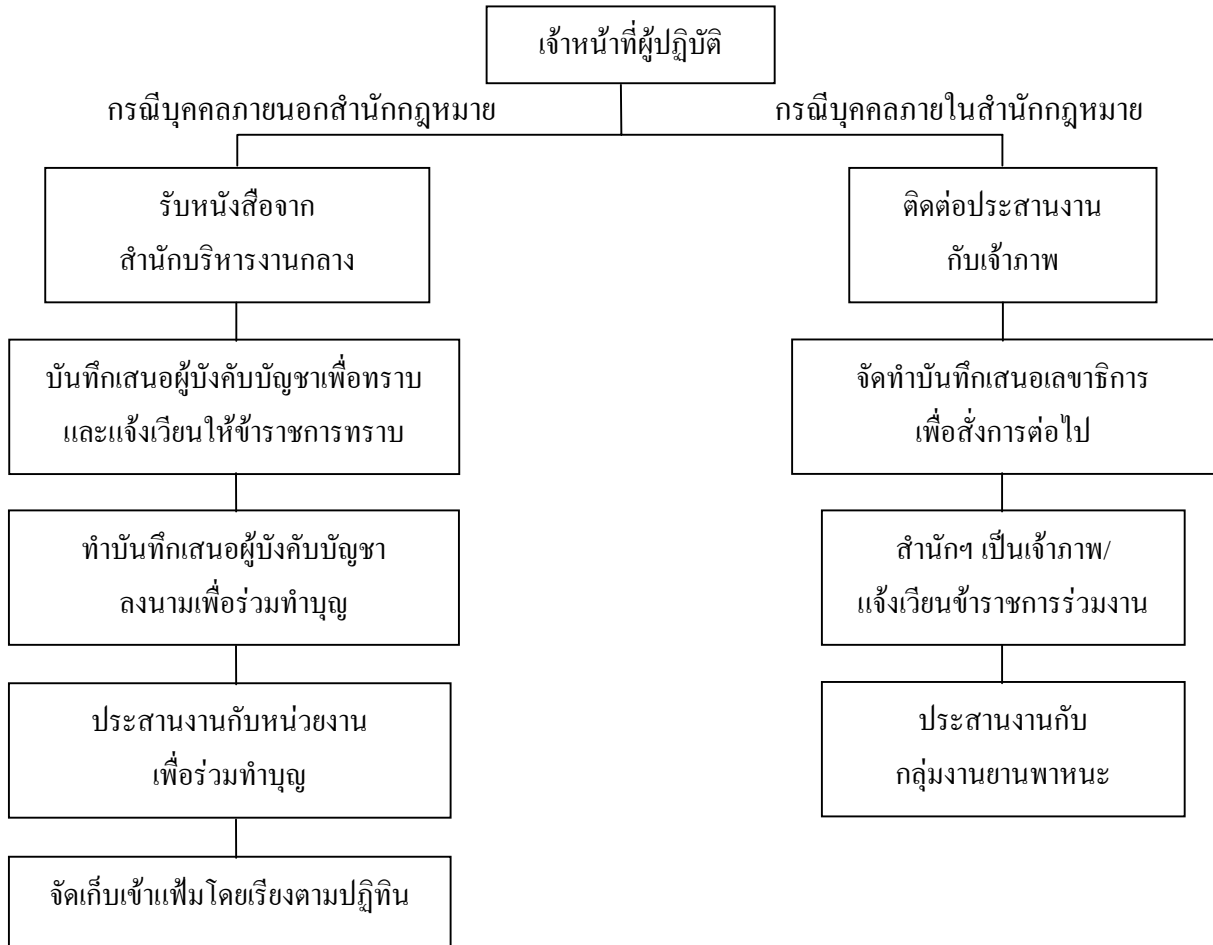 เจ้าหน้าที่ผู้ปฏิบัติ
กรณีบุคคลภายนอกสำนักกฎหมาย
กรณีบุคคลภายในสำนักกฎหมาย
รับหนังสือจาก
สำนักบริหารงานกลาง
บันทึกเสนอผู้บังคับบัญชาเพื่อทราบ
และแจ้งเวียนให้ข้าราชการทราบ
ทำบันทึกเสนอผู้บังคับบัญชา
ลงนามเพื่อร่วมทำบุญ
ประสานงานกับหน่วยงาน
เพื่อร่วมทำบุญ
จัดเก็บเข้าแฟ้มโดยเรียงตามปฏิทิน
ติดต่อประสานงาน
กับเจ้าภาพ
จัดทำบันทึกเสนอเลขาธิการ
เพื่อสั่งการต่อไป
สำนักฯ เป็นเจ้าภาพ/
แจ้งเวียนข้าราชการร่วมงาน
ประสานงานกับ
กลุ่มงานยานพาหนะ